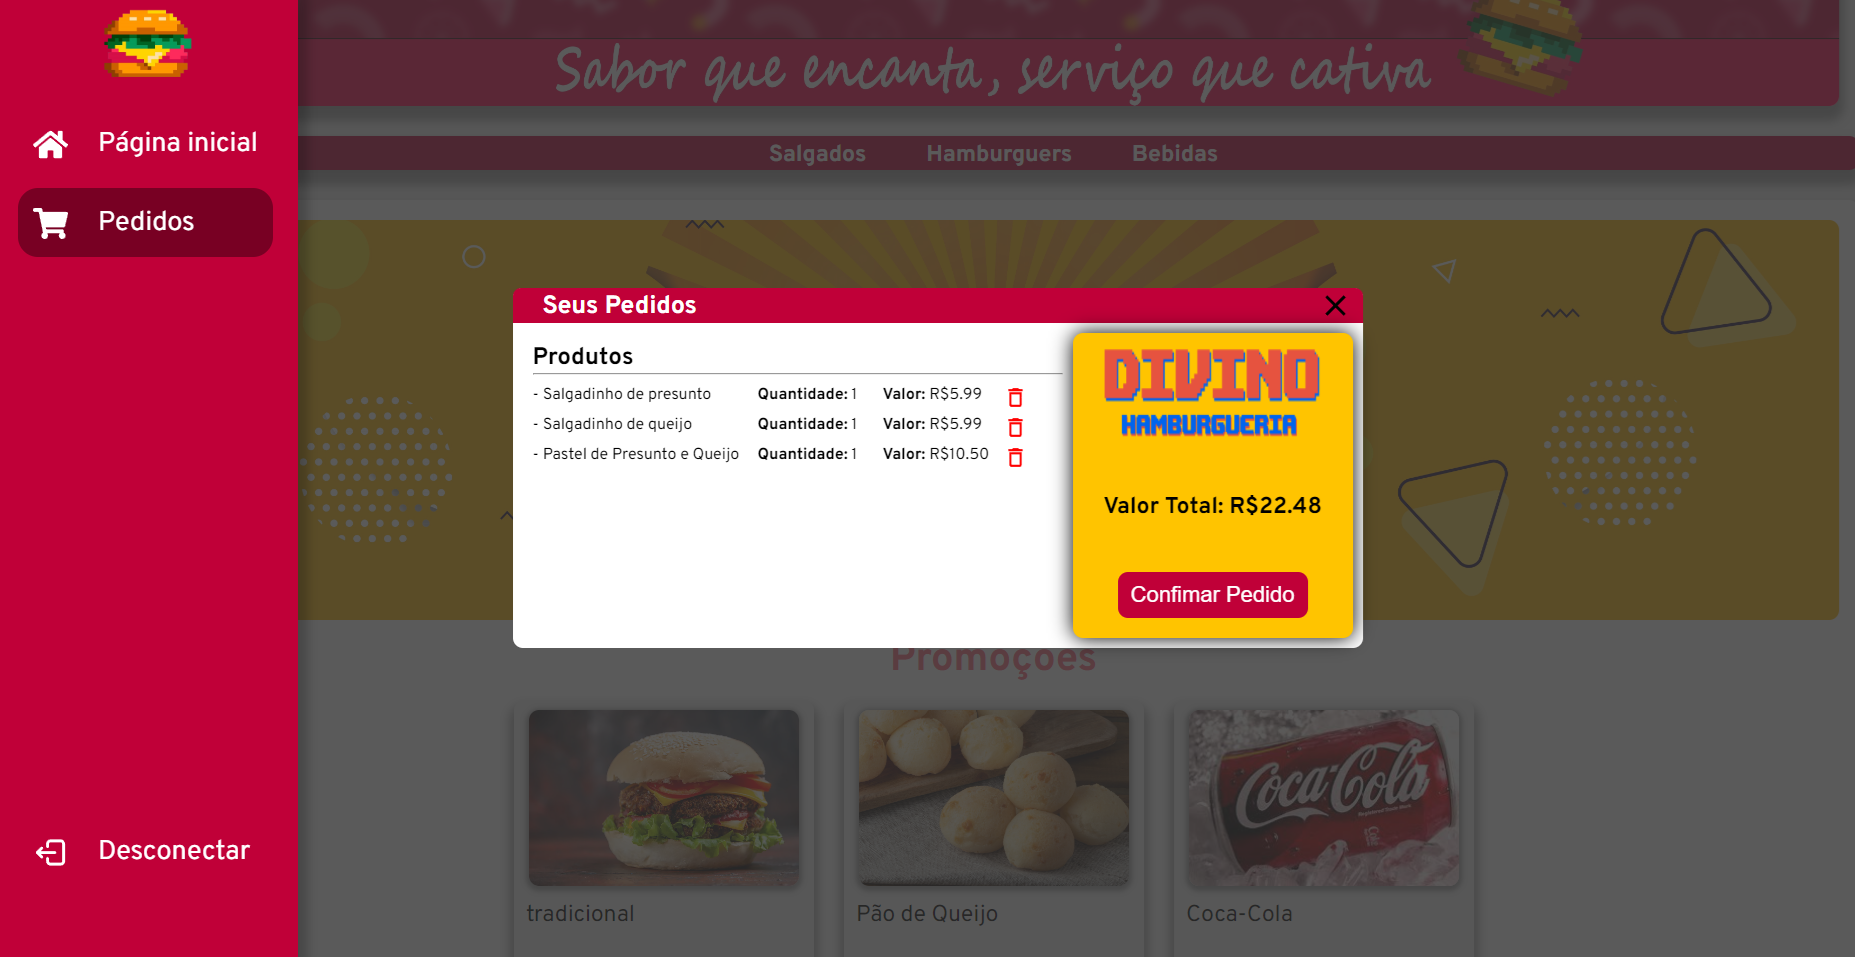 Sabor que encanta, serviço que cativa
Página inicial
Salgados Hamburguers Bebidas
Pedidos
Seus Pedidos
Produtos
- Salgadinho de presunto Quantidade: 1 Valor: R$5.99
- Salgadinho de queijo Quantidade: 1 Valor: R$5.99
- Pastel de Presunto e Queijo Quantidade: 1 Valor: R$10.50
DIVINO
HAMBURGUERIA
Valor Total: R$22.48
Confimar Pedido
Promoções
Coca-Cola
Desconectar
tradicional
Pão de Queijo
Coca-Cola